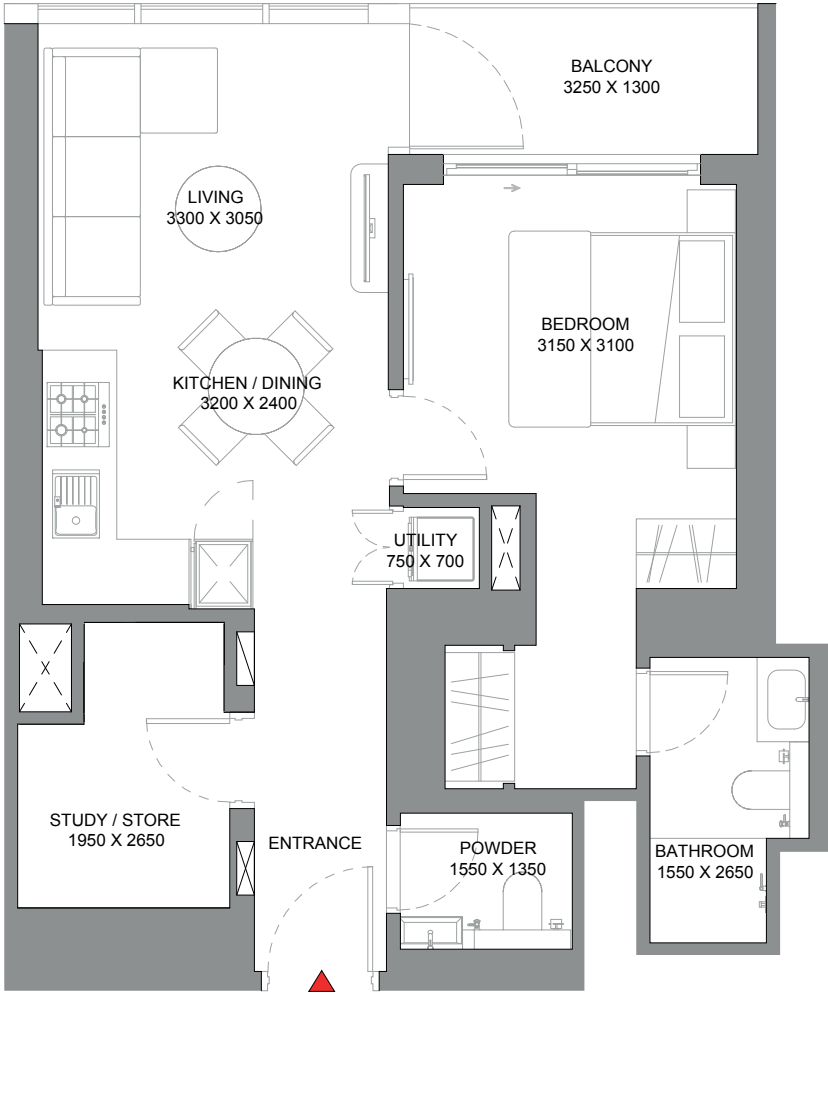 BALCONY
3250 X 1300
LIVING
3300 X 3050
BEDROOM
3150 X 3100
KITCHEN / DINING
3200 X 2400
UTILITY
750 X 700
STUDY / STORE
1950 X 2650
ENTRANCE
POWDER
1550 X 1350
BATHROOM
1550 X 2650